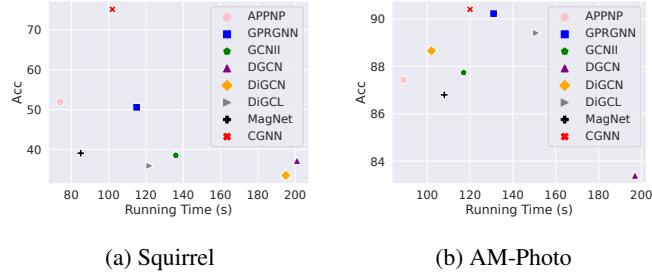 70
60
50
40
Acc
80 100 120 140 160 180 200
Running Time (s)
APPNP
GPRGNN
GCNII
DGCN
DiGCN
DiGCL
MagNet
CGNN
(a) Squirrel
90
88
86
84
Acc
100 120 140 160 180 200
Running Time (s)
APPNP
GPRGNN
GCNII
DGCN
DiGCN
DiGCL
MagNet
CGNN
(b) AM-Photo